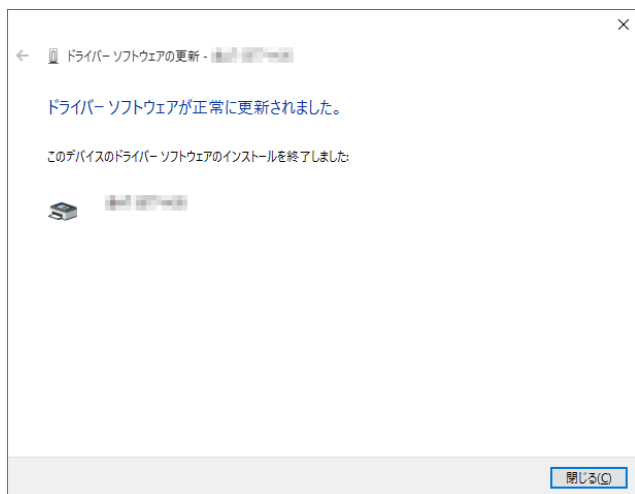 ドライバー ソフトウェアの更新 -
ドライバー ソフトウェアが正常に更新されました。
このデバイスのドライバー ソフトウェアのインストールを終了しました:
閉じる(C)